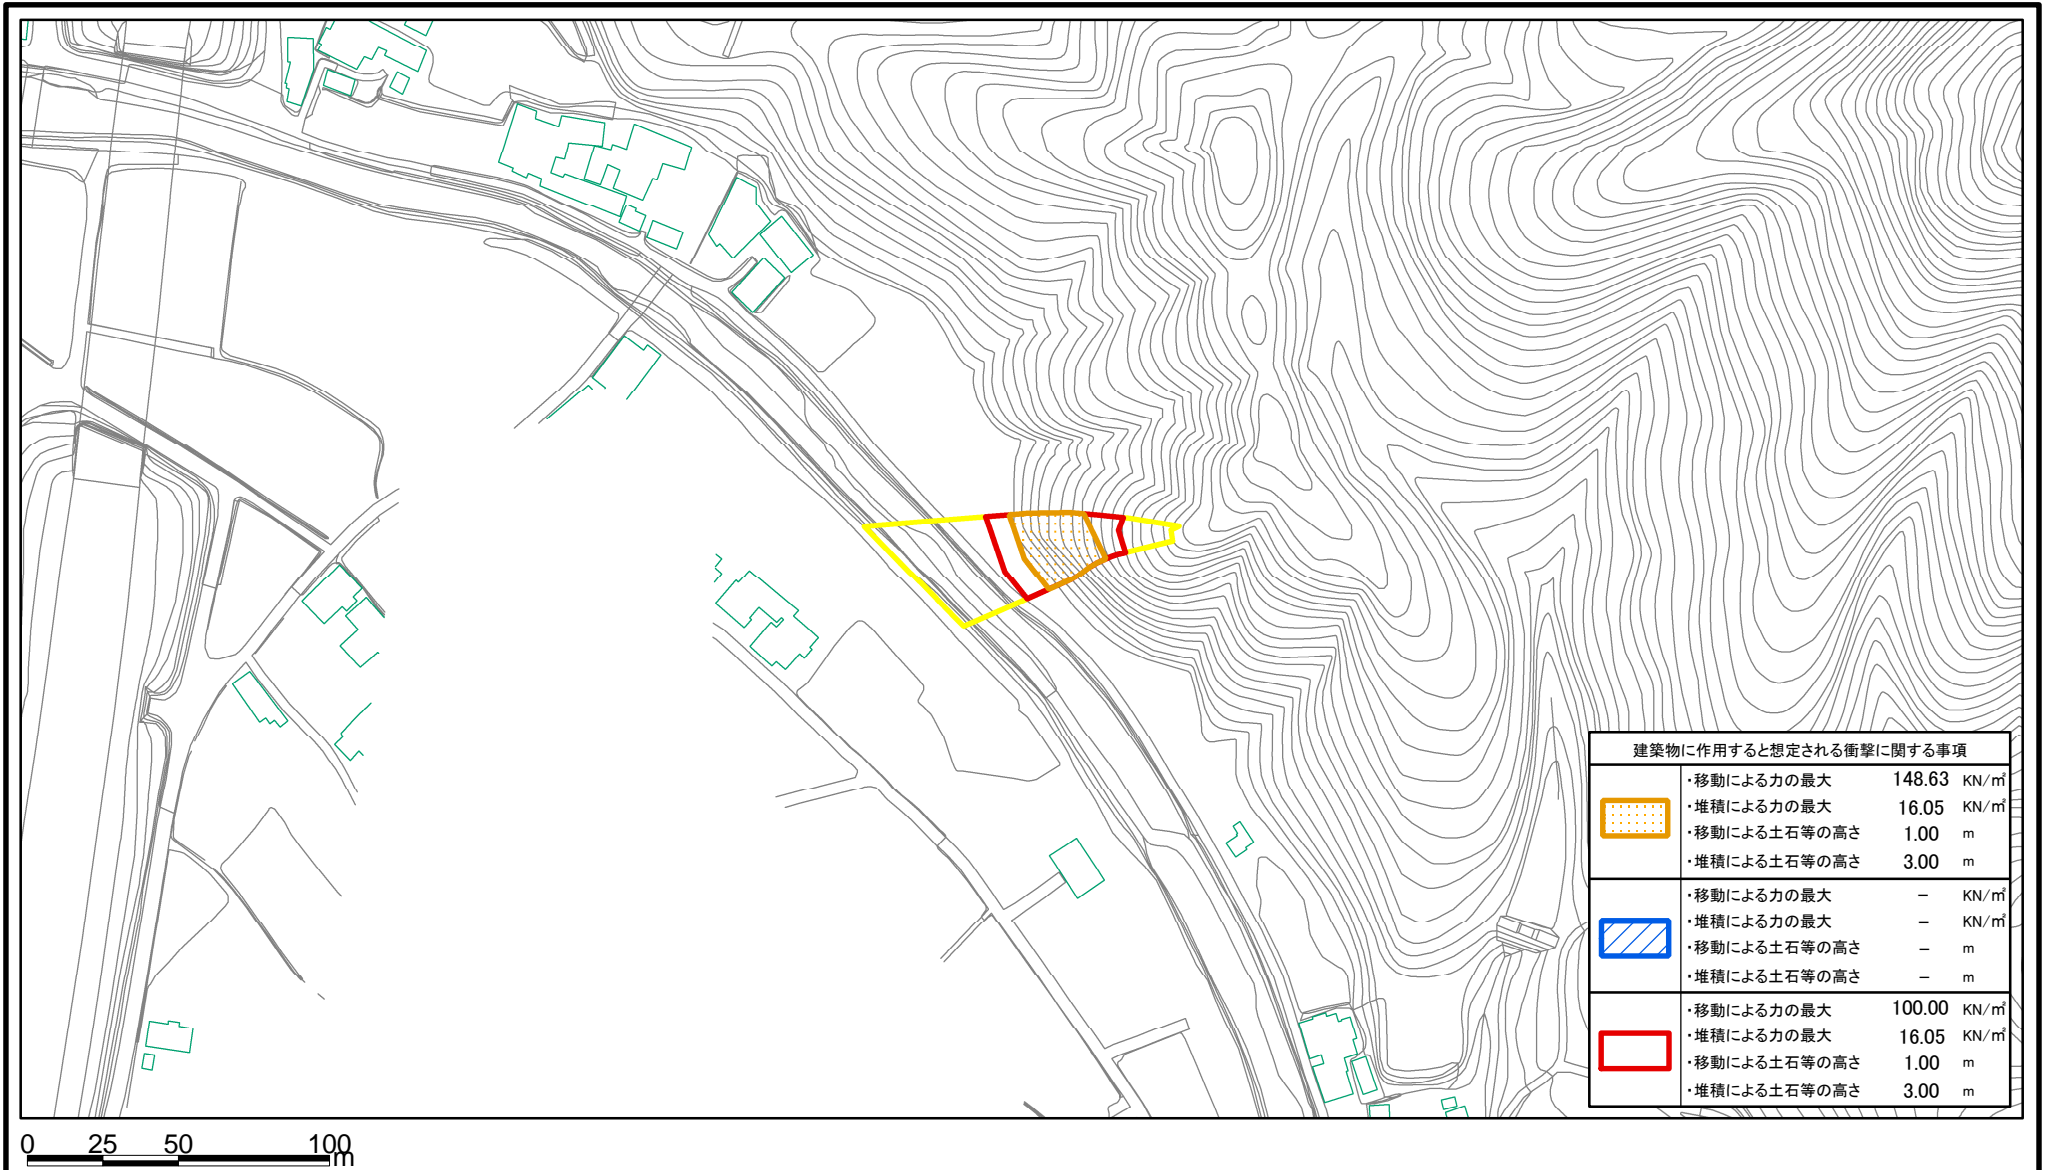 建築物に作用すると想定される衝撃に関する事項
・移動による力の最大 148.63 KN/㎡
・堆積による力の最大 16.05 KN/㎡
・移動による土石等の高さ 1.00 m
・堆積による土石等の高さ 3.00 m
・移動による力の最大 − KN/㎡
・堆積による力の最大 − KN/㎡
・移動による土石等の高さ − m
・堆積による土石等の高さ − m
・移動による力の最大 100.00 KN/㎡
・堆積による力の最大 16.05 KN/㎡
・移動による土石等の高さ 1.00 m
・堆積による土石等の高さ 3.00 m
0 25 50 100
m